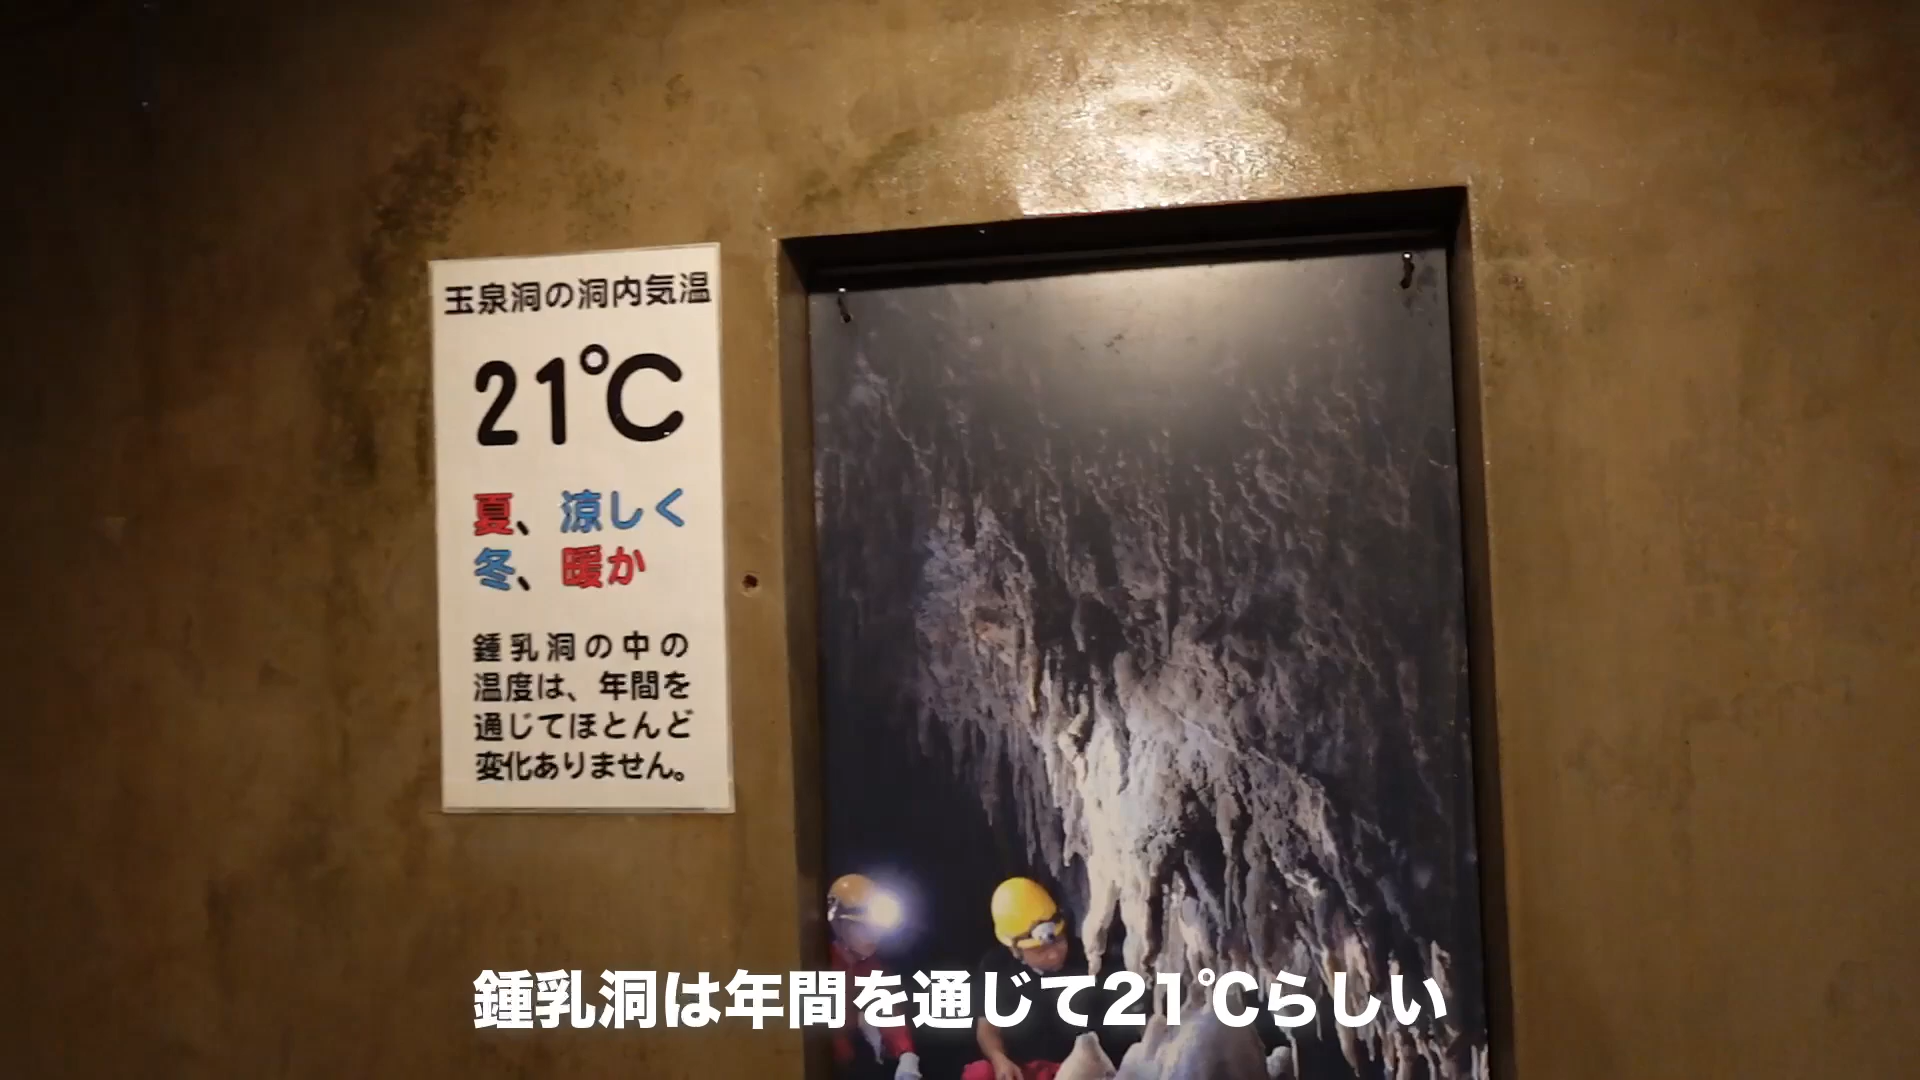 玉泉洞の洞内気温
21℃
夏、涼しく
冬、暖か
鍾乳洞の中の
温度は、年間を
通じてほとんど
変化ありません。
鍾乳洞は年間を通じて21℃らしい